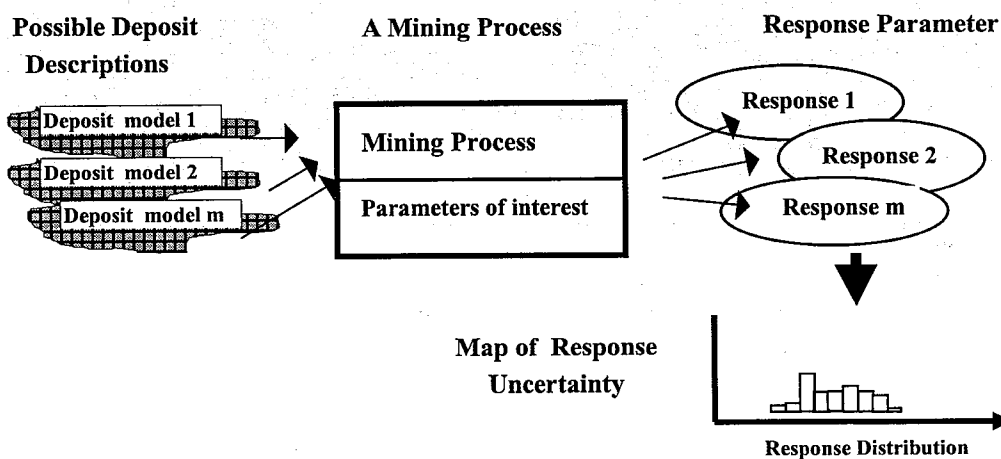 Possible Deposit
Descriptions
A Mining Process
Response Parameter
Deposit model 1
Deposit model 2
Deposit model m
Mining Process
Parameters of interest
Response 1
Response 2
Response m
Map of Response
Uncertainty
Response Distribution